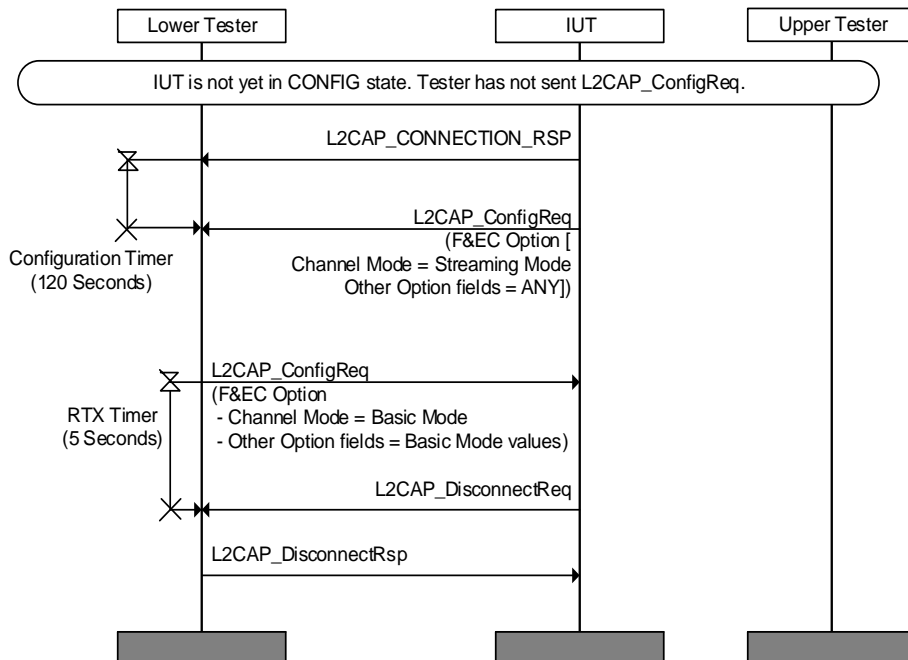 Lower Tester
IUT
Upper Tester
IUT is not yet in CONFIG state. Tester has not sent L2CAP_ConfigReq.
L2CAP_CONNECTION_RSP
L2CAP_ConfigReq
(F&EC Option [
Channel Mode = Streaming Mode
Other Option fields = ANY])
Configuration Timer
(120 Seconds)
L2CAP_ConfigReq
(F&EC Option
- Channel Mode = Basic Mode
- Other Option fields = Basic Mode values)
RTX Timer
(5 Seconds)
L2CAP_DisconnectReq
L2CAP_DisconnectRsp